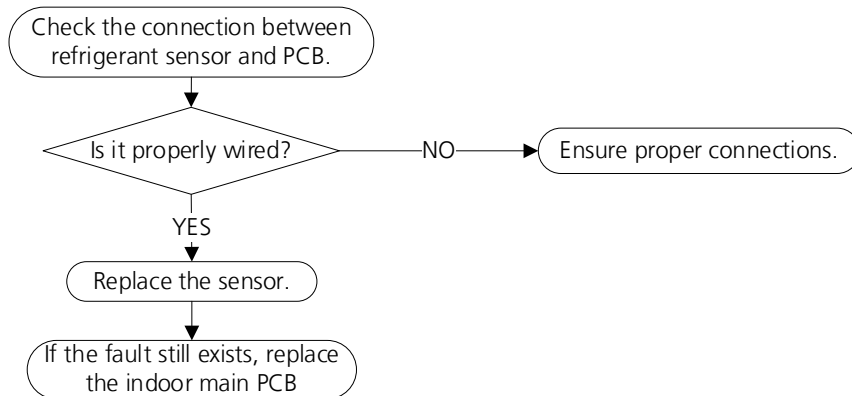 Check the connection between
refrigerant sensor and PCB.
Is it properly wired?
NO
Ensure proper connections.
YES
Replace the sensor.
If the fault still exists, replace
the indoor main PCB